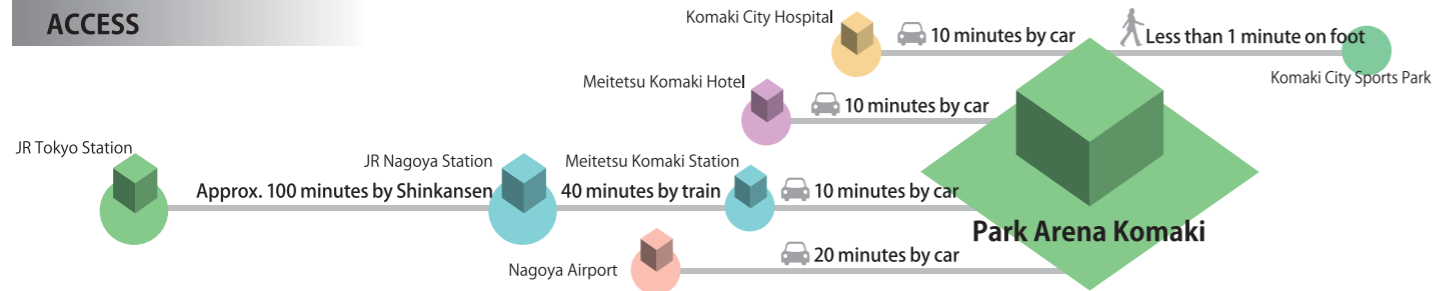 ACCESS
Komaki City Hospital
10 minutes by car
Less than 1 minute on foot
Komaki City Sports Park
Meitetsu Komaki Hotel
10 minutes by car
JR Tokyo Station
Approx. 100 minutes by Shinkansen
JR Nagoya Station
40 minutes by train
Meitetsu Komaki Station
10 minutes by car
Park Arena Komaki
Nagoya Airport
20 minutes by car